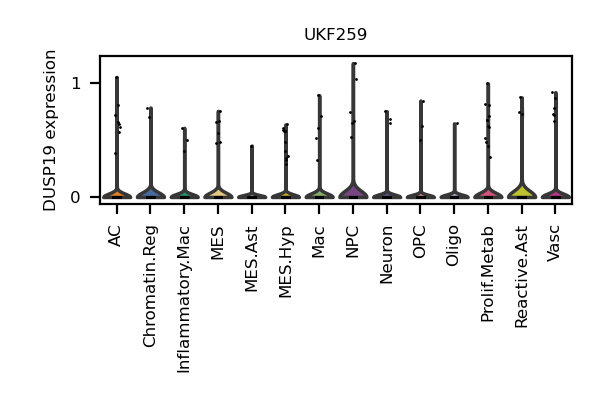 UKF259
DUSP19 expression
1
0
AC
Chromatin.Reg
Inflammatory.Mac
MES
MES.Ast
MES.Hyp
Mac
NPC
Neuron
OPC
Oligo
Prolif.Metab
Reactive.Ast
Vasc